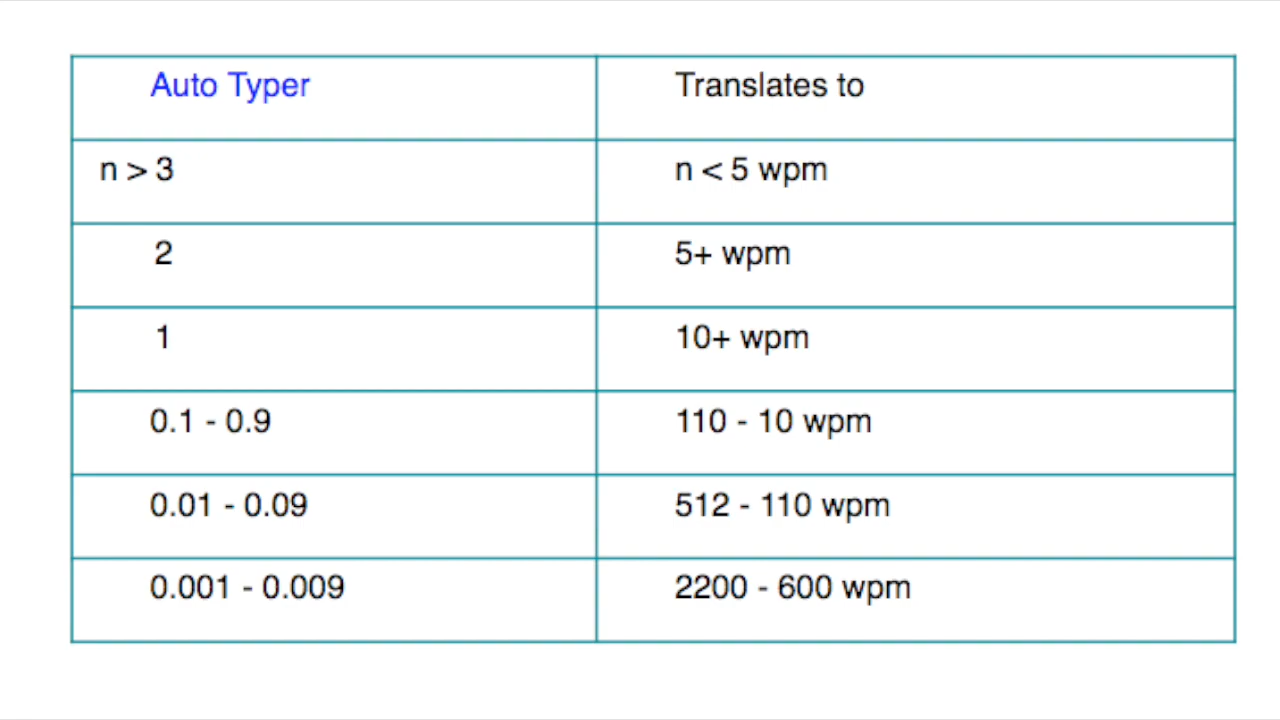 Auto Typer Translates to
n > 3 n < 5 wpm
2 5+ wpm
1 10+ wpm
0.1 - 0.9 110 - 10 wpm
0.01 - 0.09 512 - 110 wpm
0.001 - 0.009 2200 - 600 wpm